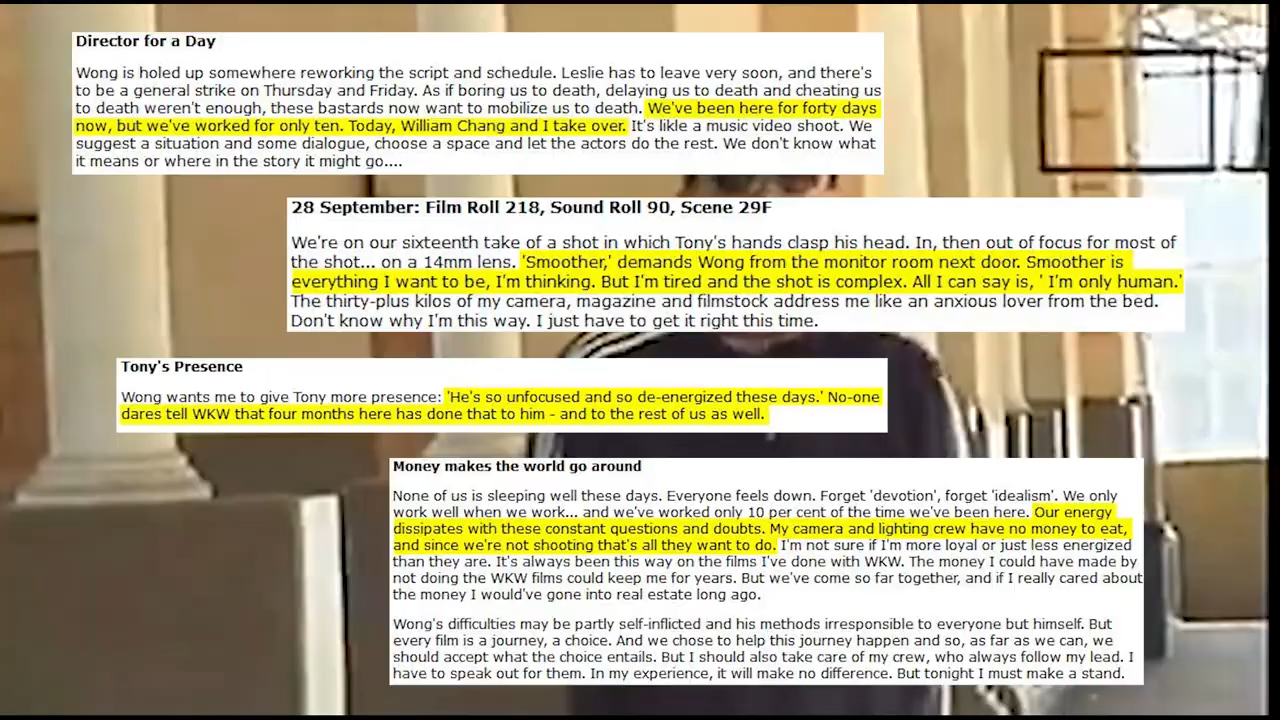 Director for a Day
Wong is holed up somewhere reworking the script and schedule. Leslie has to leave very soon, and there's
to be a general strike on Thursday and Friday. As if boring us to death, delaying us to death and cheating us
to death weren't enough, these bastards now want to mobilize us to death. We've been here for forty days
now, but we've worked for only ten. Today, William Chang and I take over. It's likle a music video shoot. We
suggest a situation and some dialogue, choose a space and let the actors do the rest. We don't know what
it means or where in the story it might go....
28 September: Film Roll 218, Sound Roll 90, Scene 29F
We're on our sixteenth take of a shot in which Tony's hands clasp his head. In, then out of focus for most of
the shot... on a 14mm lens. 'Smoother,' demands Wong from the monitor room next door. Smoother is
everything I want to be, I'm thinking. But I'm tired and the shot is complex. All I can say is, ' I'm only human.'
The thirty-plus kilos of my camera, magazine and filmstock address me like an anxious lover from the bed.
Don't know why I'm this way. I just have to get it right this time.
Tony's Presence
Wong wants me to give Tony more presence: 'He's so unfocused and so de-energized these days.' No-one
dares tell WKW that four months here has done that to him - and to the rest of us as well.
Money makes the world go around
None of us is sleeping well these days. Everyone feels down. Forget 'devotion', forget 'idealism'. We only
work well when we work... and we've worked only 10 per cent of the time we've been here. Our energy
dissipates with these constant questions and doubts. My camera and lighting crew have no money to eat,
and since we're not shooting that's all they want to do. I'm not sure if I'm more loyal or just less energized
than they are. It's always been this way on the films I've done with WKW. The money I could have made by
not doing the WKW films could keep me for years. But we've come so far together, and if I really cared about
the money I would've gone into real estate long ago.
Wong's difficulties may be partly self-inflicted and his methods irresponsible to everyone but himself. But
every film is a journey, a choice. And we chose to help this journey happen and so, as far as we can, we
should accept what the choice entails. But I should also take care of my crew, who always follow my lead. I
have to speak out for them. In my experience, it will make no difference. But tonight I must make a stand.